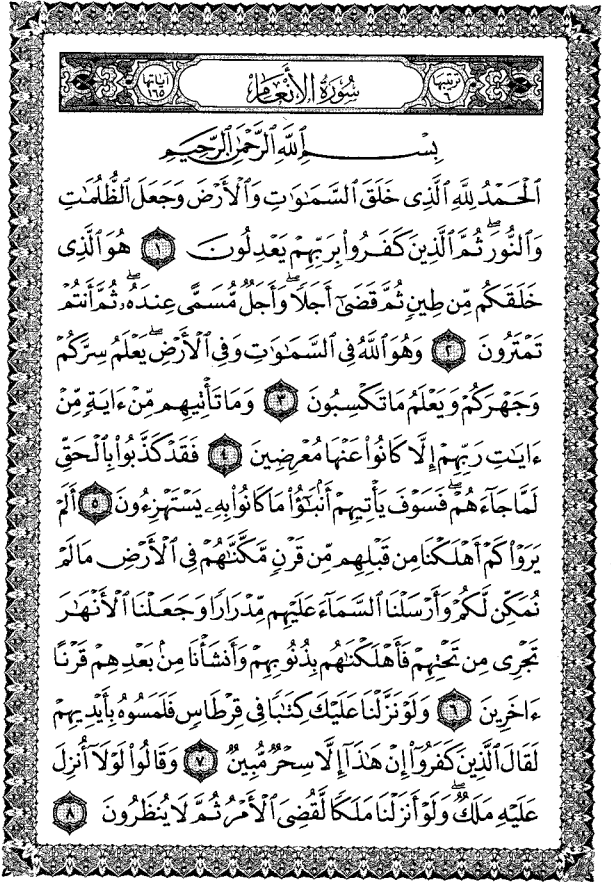 ترتيبها ٦ سُورَةُ الأَنْعَامِ آياتها ١٦٥
بِسْمِ ٱللَّهِ ٱلرَّحْمَٰنِ ٱلرَّحِيمِ
ٱلْحَمْدُ لِلَّهِ ٱلَّذِى خَلَقَ ٱلسَّمَٰوَٰتِ وَٱلْأَرْضَ وَجَعَلَ ٱلظُّلُمَٰتِ
وَٱلنُّورَ ۖ ثُمَّ ٱلَّذِينَ كَفَرُوا۟ بِرَبِّهِمْ يَعْدِلُونَ ١ هُوَ ٱلَّذِى
خَلَقَكُم مِّن طِينٍ ثُمَّ قَضَىٰٓ أَجَلًا ۖ وَأَجَلٌ مُّسَمًّى عِندَهُۥ ۖ ثُمَّ أَنتُمْ
تَمْتَرُونَ ٢ وَهُوَ ٱللَّهُ فِى ٱلسَّمَٰوَٰتِ وَفِى ٱلْأَرْضِ ۖ يَعْلَمُ سِرَّكُمْ
وَجَهْرَكُمْ وَيَعْلَمُ مَا تَكْسِبُونَ ٣ وَمَا تَأْتِيهِم مِّنْ ءَايَةٍ مِّنْ
ءَايَٰتِ رَبِّهِمْ إِلَّا كَانُوا۟ عَنْهَا مُعْرِضِينَ ٤ فَقَدْ كَذَّبُوا۟ بِٱلْحَقِّ
لَمَّا جَآءَهُمْ ۖ فَسَوْفَ يَأْتِيهِمْ أَنۢبَٰٓؤُا۟ مَا كَانُوا۟ بِهِۦ يَسْتَهْزِءُونَ ٥ أَلَمْ
يَرَوْا۟ كَمْ أَهْلَكْنَا مِن قَبْلِهِم مِّن قَرْنٍ مَّكَّنَّٰهُمْ فِى ٱلْأَرْضِ مَا لَمْ
نُمَكِّن لَّكُمْ وَأَرْسَلْنَا ٱلسَّمَآءَ عَلَيْهِم مِّدْرَارًا وَجَعَلْنَا ٱلْأَنْهَٰرَ
تَجْرِى مِن تَحْتِهِمْ فَأَهْلَكْنَٰهُم بِذُنُوبِهِمْ وَأَنشَأْنَا مِنۢ بَعْدِهِمْ قَرْنًا
ءَاخَرِينَ ٦ وَلَوْ نَزَّلْنَا عَلَيْكَ كِتَٰبًا فِى قِرْطَاسٍ فَلَمَسُوهُ بِأَيْدِيهِمْ
لَقَالَ ٱلَّذِينَ كَفَرُوٓا۟ إِنْ هَٰذَآ إِلَّا سِحْرٌ مُّبِينٌ ٧ وَقَالُوا۟ لَوْلَآ أُنزِلَ
عَلَيْهِ مَلَكٌ ۖ وَلَوْ أَنزَلْنَا مَلَكًا لَّقُضِىَ ٱلْأَمْرُ ثُمَّ لَا يُنظَرُونَ ٨